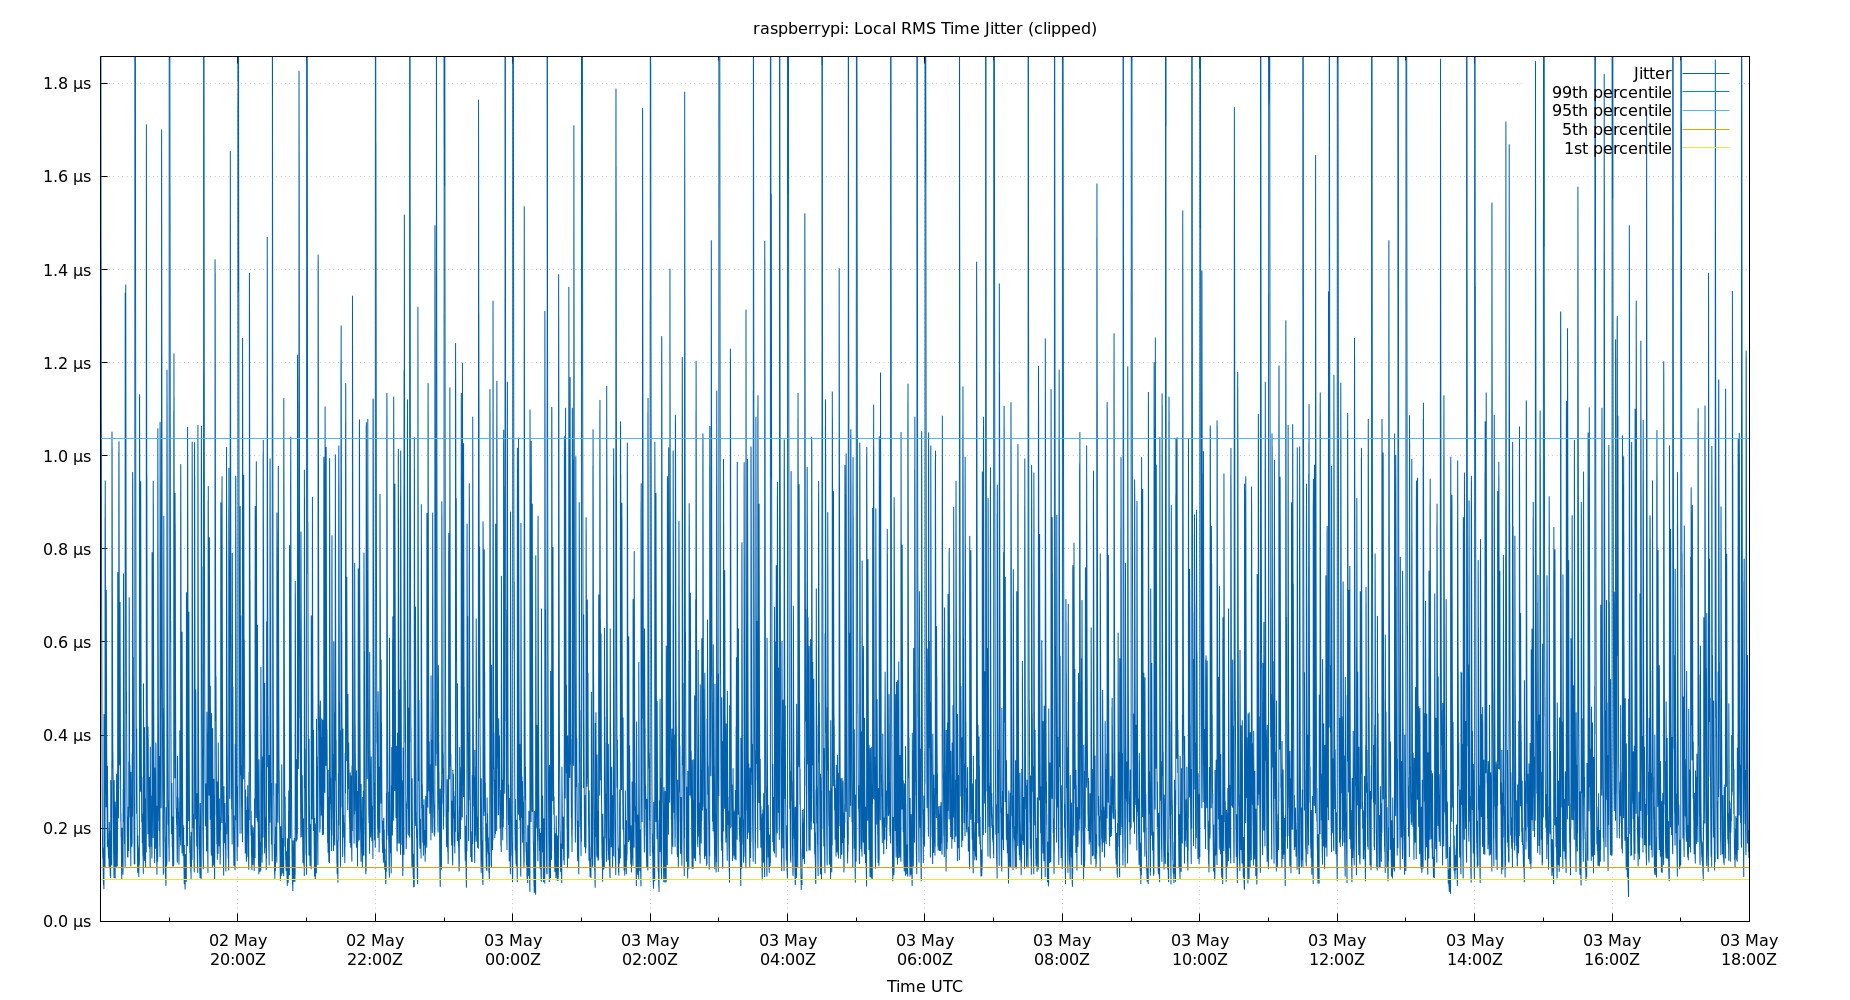 raspberrypi: Local RMS Time Jitter (clipped)
1.8 µs
1.6 µs
1.4 µs
1.2 µs
1.0 µs
0.8 µs
0.6 µs
0.4 µs
0.2 µs
0.0 µs
Jitter
99th percentile
95th percentile
5th percentile
1st percentile
02 May 02 May 03 May 03 May 03 May 03 May 03 May 03 May 03 May 03 May 03 May 03 May
20:00Z 22:00Z 00:00Z 02:00Z 04:00Z 06:00Z 08:00Z 10:00Z 12:00Z 14:00Z 16:00Z 18:00Z
Time UTC